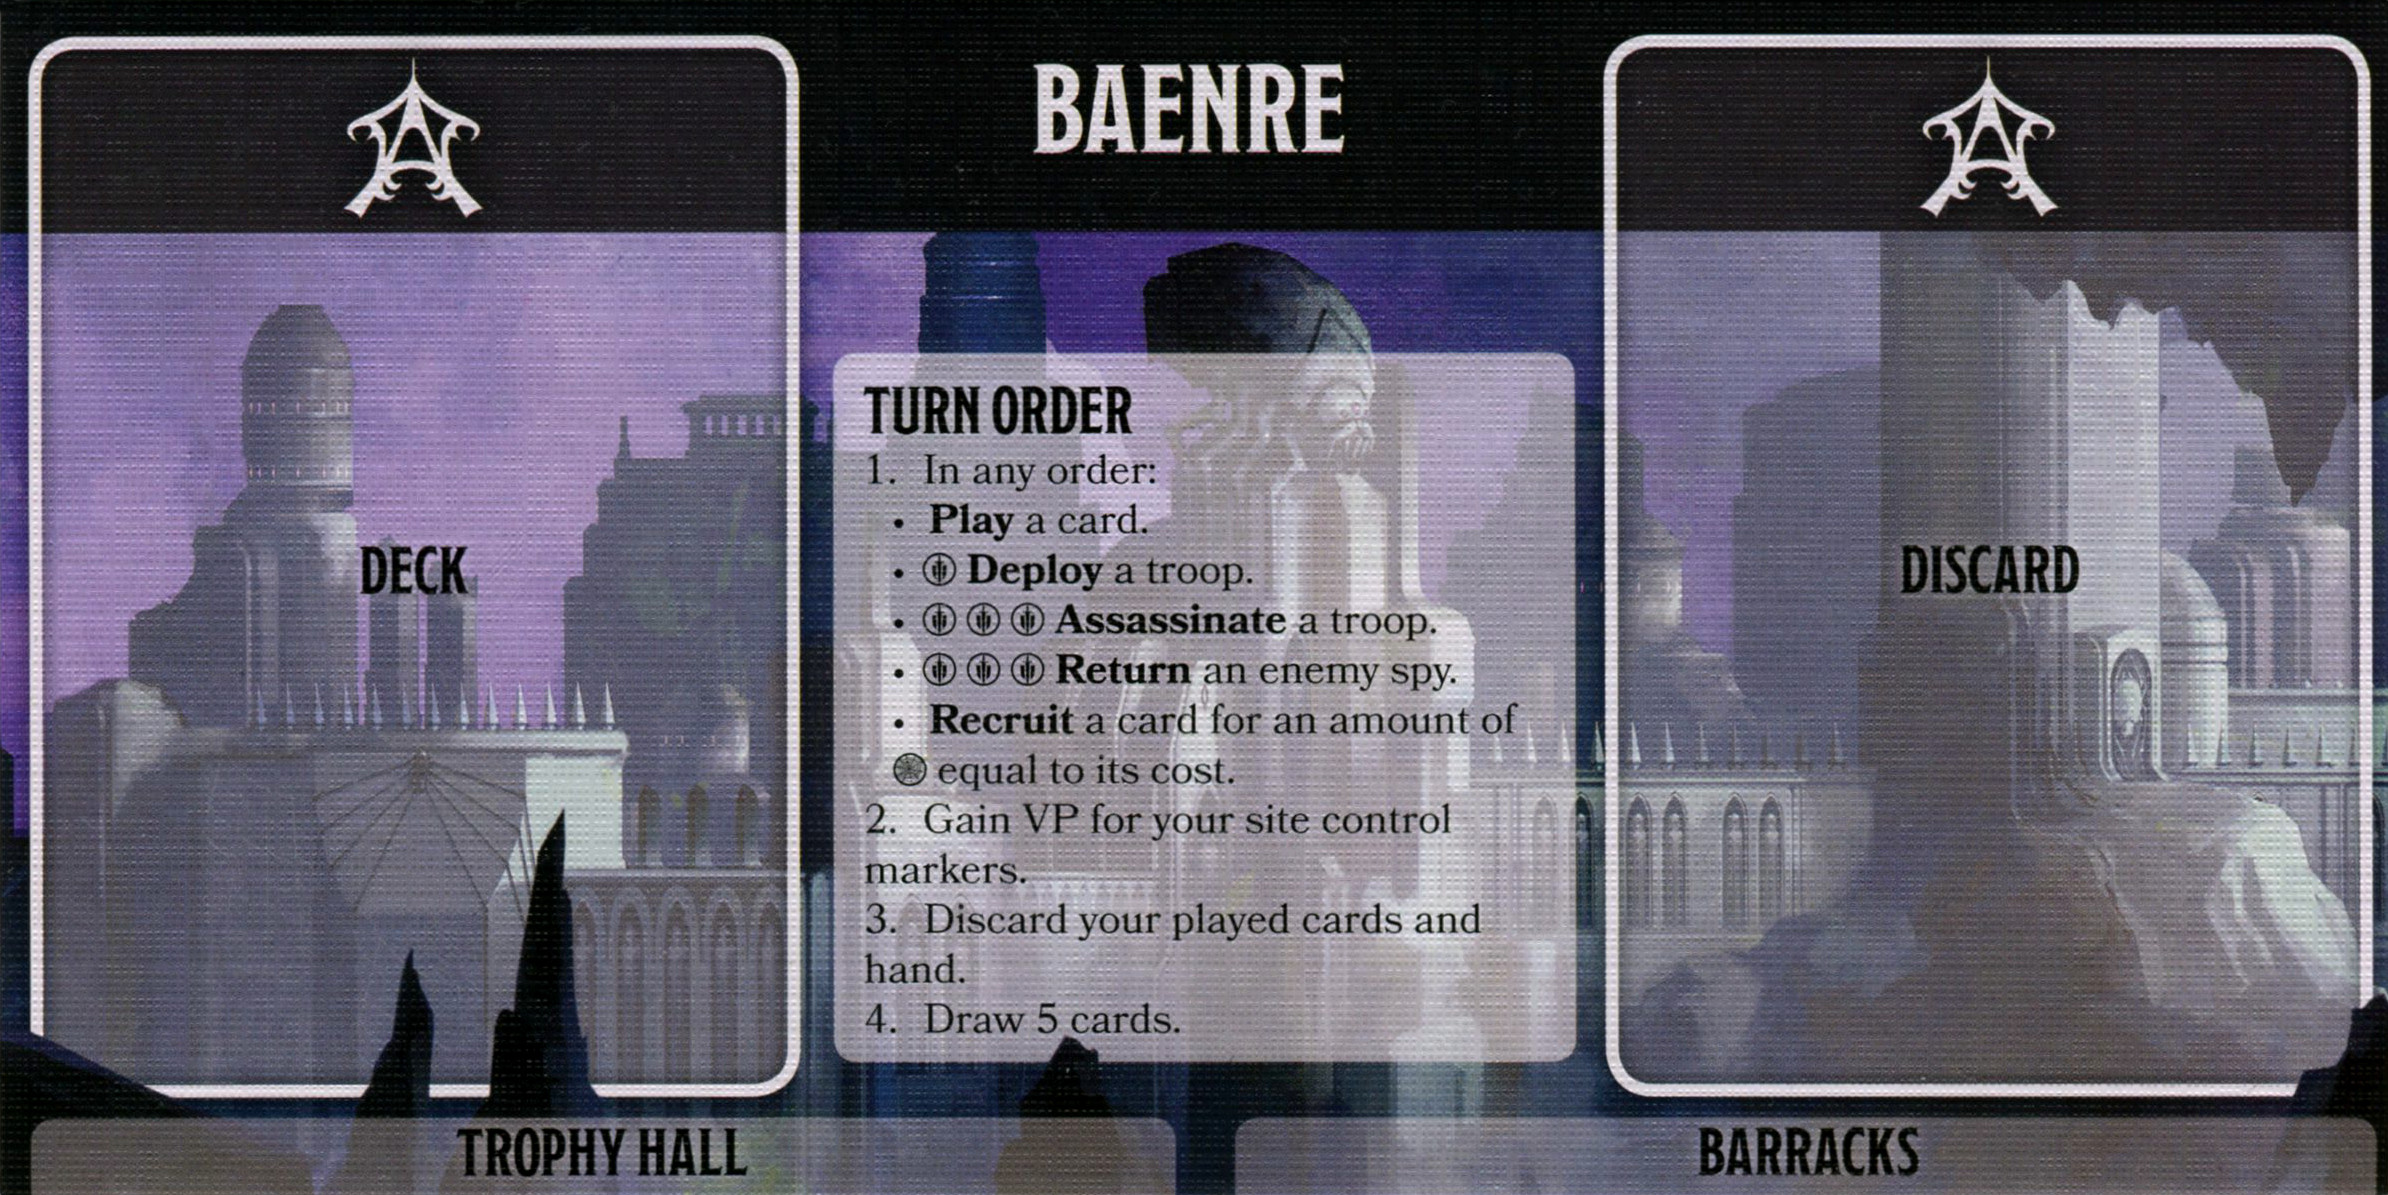 BAENRE
DECK
TURN ORDER
1. In any order:
• Play a card.
• Deploy a troop.
• Assassinate a troop.
• Return an enemy spy.
• Recruit a card for an amount of
equal to its cost.
2. Gain VP for your site control
markers.
3. Discard your played cards and
hand.
4. Draw 5 cards.
DISCARD
TROPHY HALL
BARRACKS